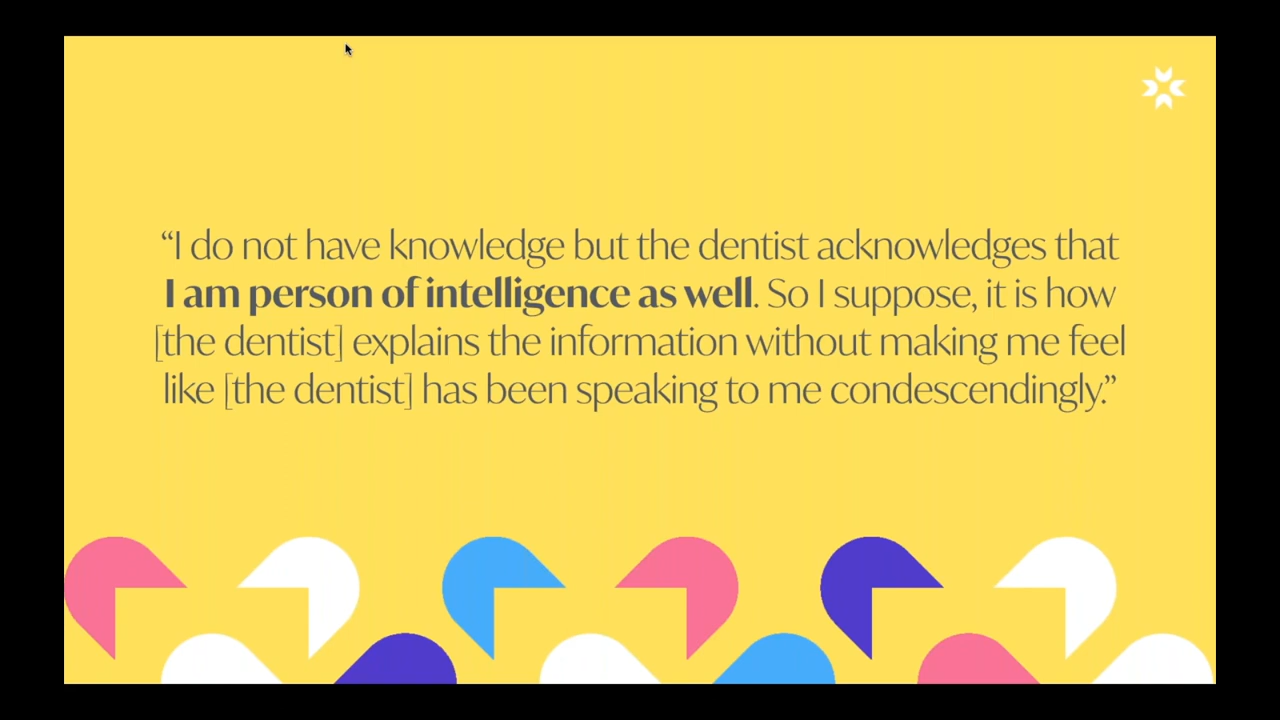 “I do not have knowledge but the dentist acknowledges that
I am person of intelligence as well. So I suppose, it is how
[the dentist] explains the information without making me feel
like [the dentist] has been speaking to me condescendingly.”